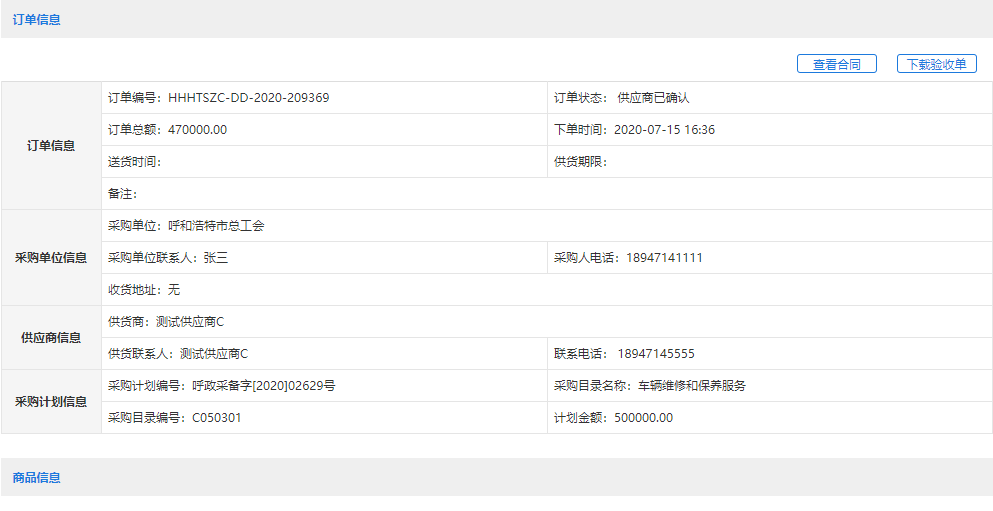 订单信息
查看合同 下载验收单
订单信息
订单编号：HHHTSZC-DD-2020-209369 订单状态： 供应商已确认
订单总额：470000.00 下单时间：2020-07-15 16:36
送货时间： 供货期限：
备注：
采购单位信息
采购单位：呼和浩特市总工会
采购单位联系人：张三 采购人电话：18947141111
收货地址：无
供应商信息
供货商：测试供应商C
供货联系人：测试供应商C 联系电话： 18947145555
采购计划信息
采购计划编号：呼政采备字[2020]02629号 采购目录名称：车辆维修和保养服务
采购目录编号：C050301 计划金额：500000.00
商品信息